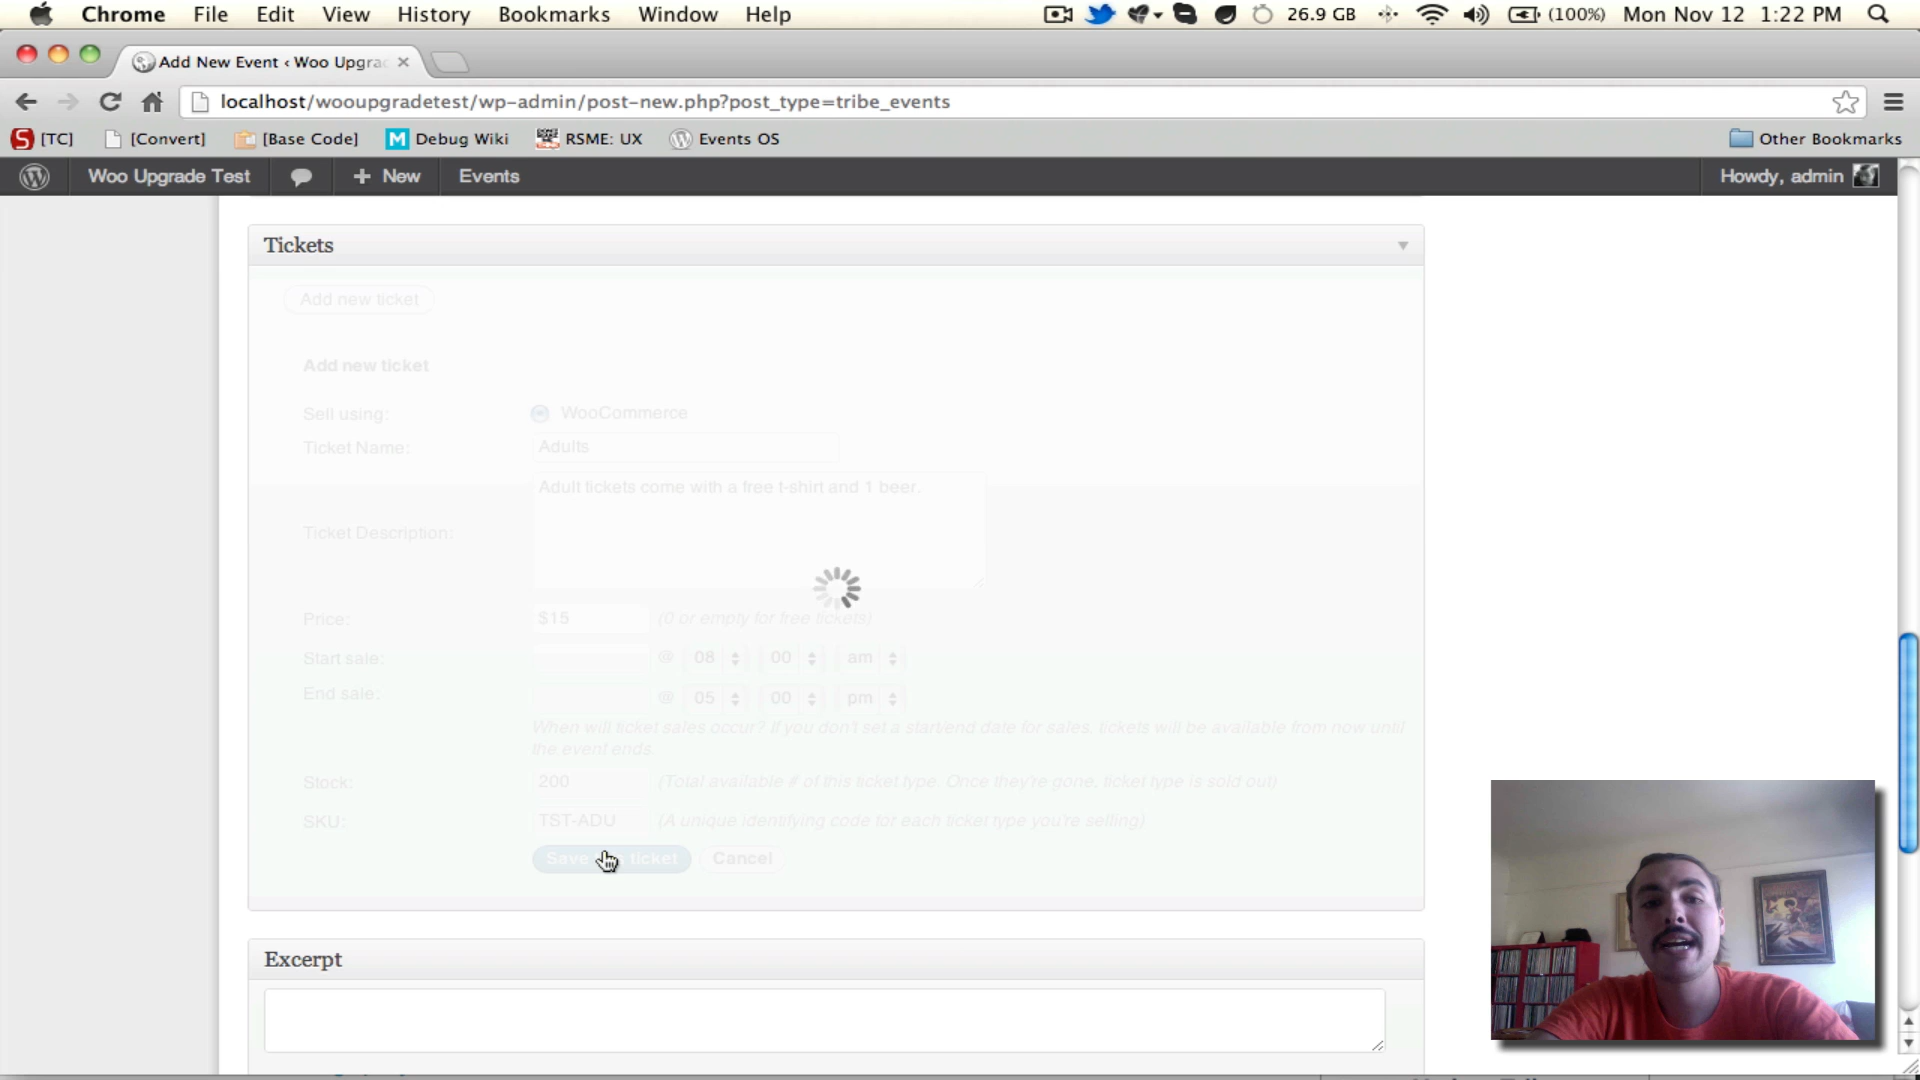 Chrome File Edit View History Bookmarks Window Help 26.9 GB (100%) Mon Nov 12 1:22 PM
Add New Event ‹ Woo Upgra
localhost/wooupgradetest/wp-admin/post-new.php?post_type=tribe_events
[TC] [Convert] [Base Code] M Debug Wiki RSME: UX Events OS Other Bookmarks
Woo Upgrade Test + New Events Howdy, admin
Tickets
Add new ticket
Add new ticket
Sell using: WooCommerce
Ticket Name: Adults
Adult tickets come with a free t-shirt and 1 beer.
Ticket Description:
Price: $15 (0 or empty for free tickets)
Start sale: @ 08 00 am
End sale: @ 05 00 pm
When will ticket sales occur? If you don't set a start/end date for sales, tickets will be available from now until
the event ends.
Stock: 200 (Total available # of this ticket type. Once they're gone, ticket type is sold out)
SKU: TST-ADU (A unique identifying code for each ticket type you're selling)
Save ticket Cancel
Excerpt